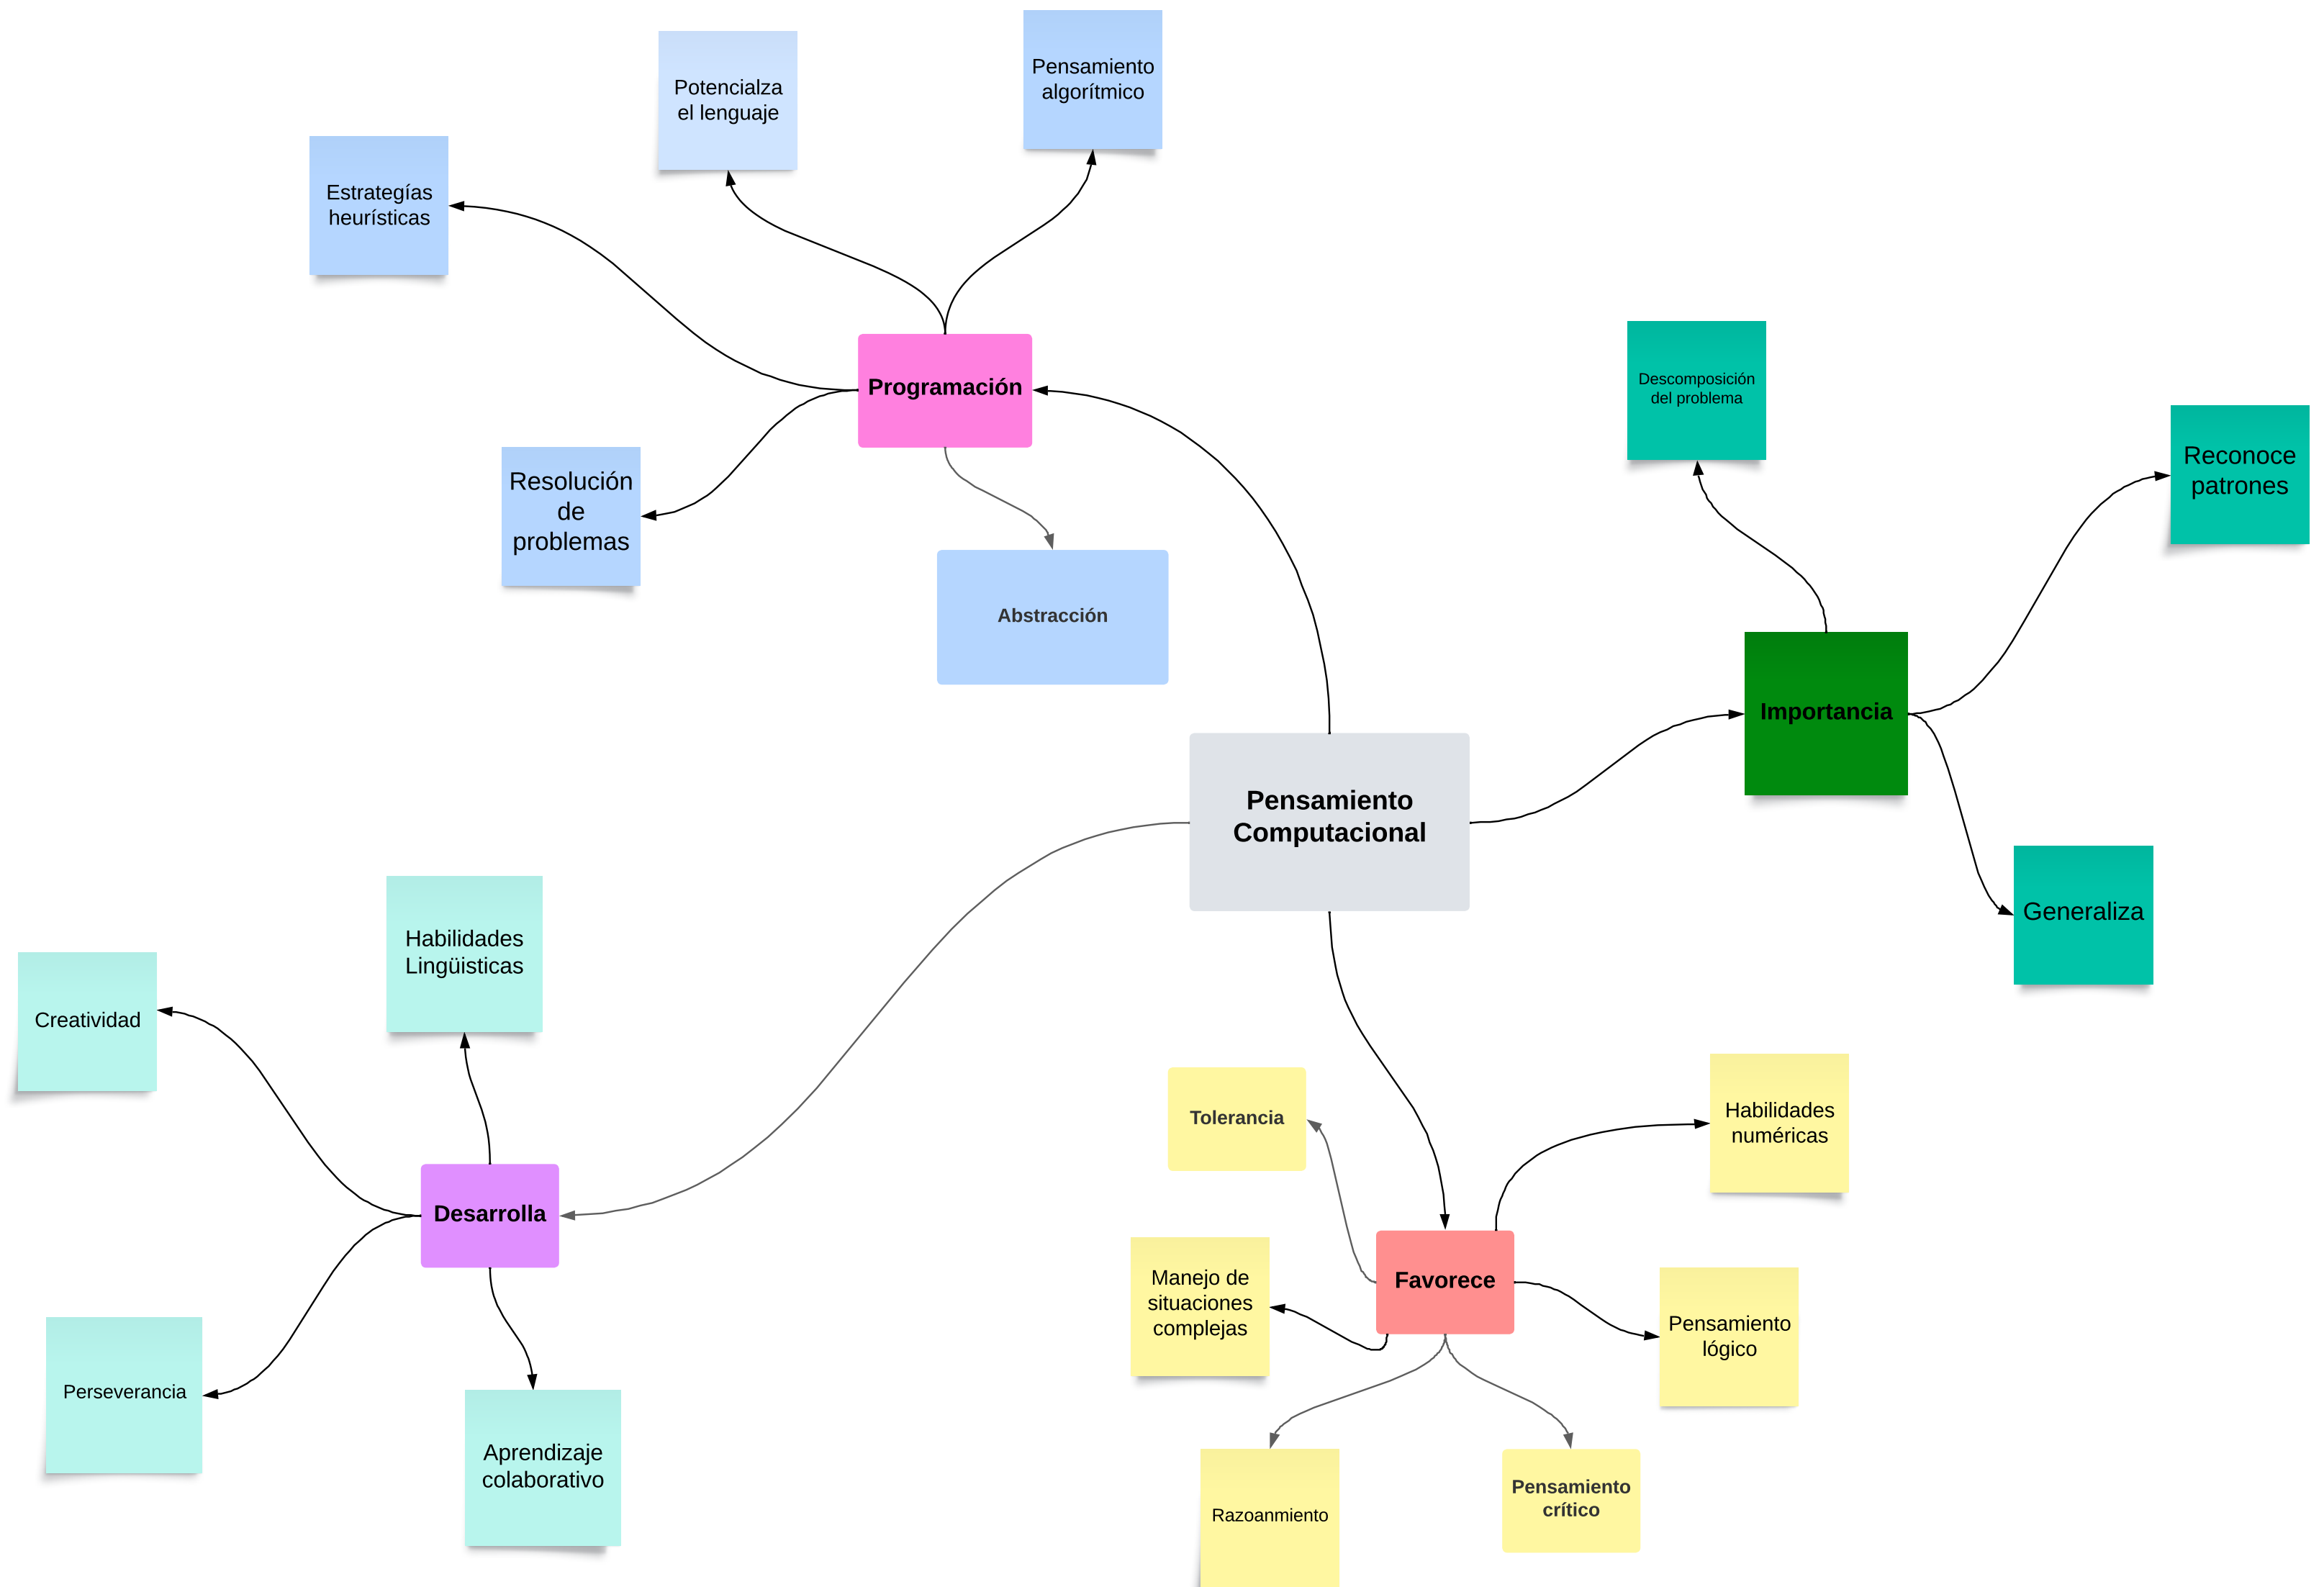 Pensamiento
algorítmico
Potencialza
el lenguaje
Estrategías
heurísticas
Programación
Resolución
de
problemas
Abstracción
Descomposición
del problema
Reconoce
patrones
Importancia
Generaliza
Pensamiento
Computacional
Habilidades
Lingüisticas
Creatividad
Desarrolla
Perseverancia
Aprendizaje
colaborativo
Tolerancia
Habilidades
numéricas
Manejo de
situaciones
complejas
Favorece
Pensamiento
lógico
Razoanmiento
Pensamiento
crítico